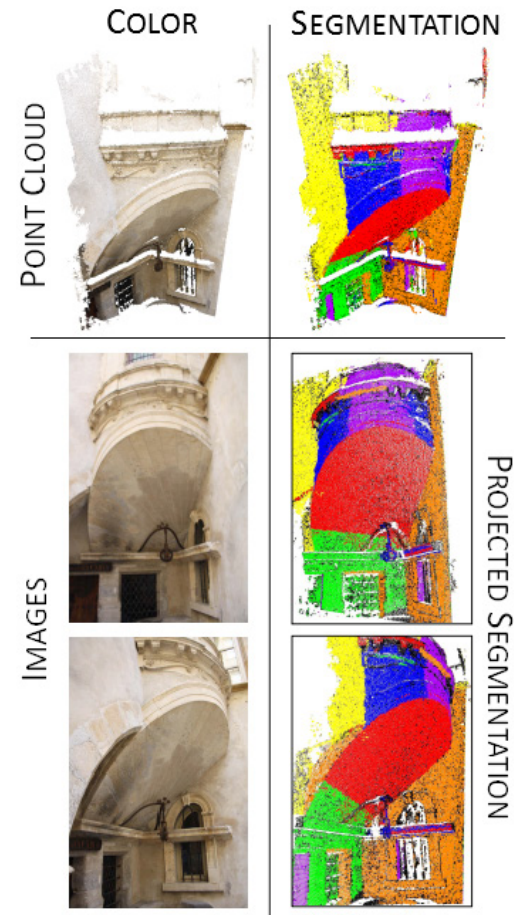 COLOR
SEGMENTATION
POINT CLOUD
IMAGES
PROJECTED SEGMENTATION